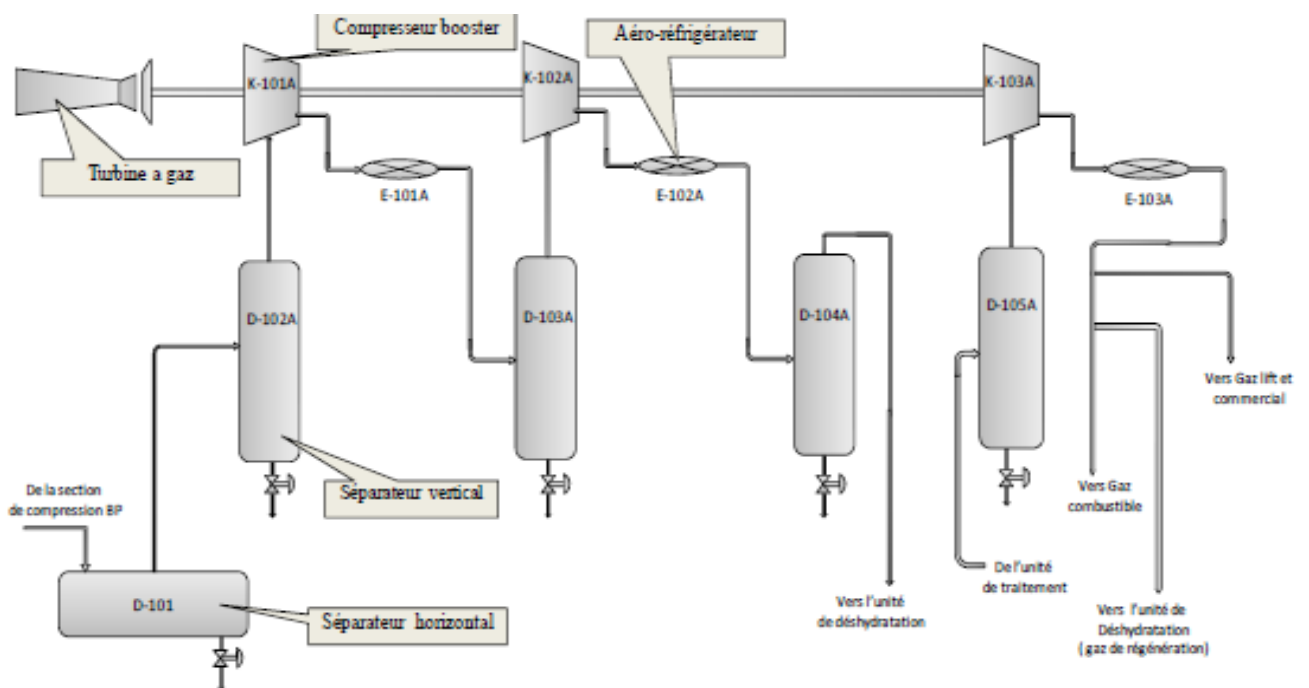 Compresseur booster
Aéro-réfrigérateur
K-101A
K-102A
K-103A
Turbine a gaz
E-101A
E-102A
E-103A
D-102A
D-103A
D-104A
D-105A
Vers Gaz lift et
commercial
Séparateur vertical
De la section
de compression BP
Vers Gaz
combustible
D-101
Séparateur horizontal
Vers l'unité
de déshydratation
De l'unité
de traitement
Vers l'unité de
Déshydratation
( gaz de régénération)